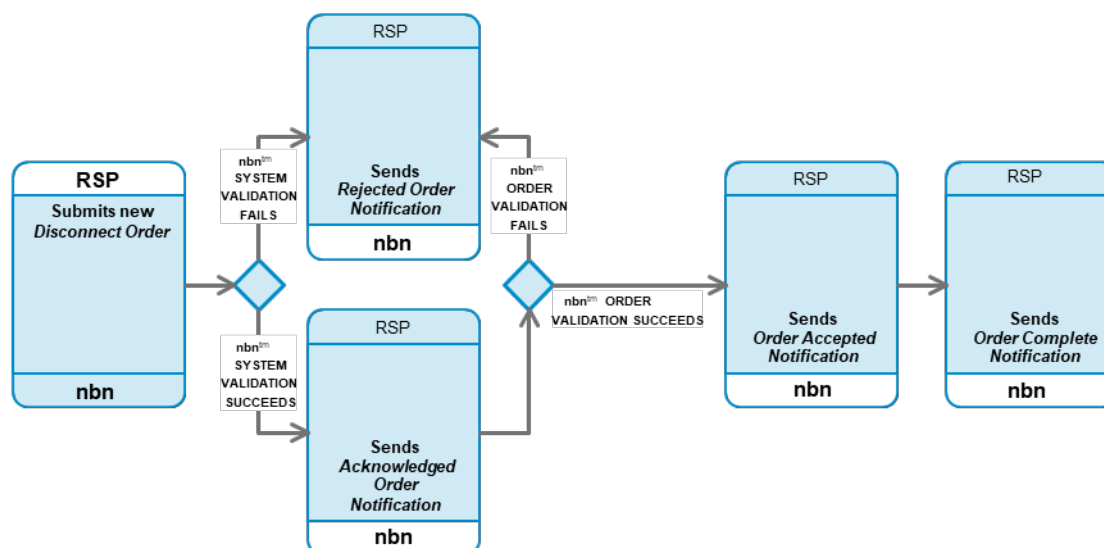 RSP
Submits new
Disconnect Order
nbn
nbn™
SYSTEM
VALIDATION
FAILS
nbn™
SYSTEM
VALIDATION
SUCCEEDS
RSP
Sends
Rejected Order
Notification
nbn
RSP
Sends
Acknowledged
Order
Notification
nbn
nbn™
ORDER
VALIDATION
FAILS
nbn™ ORDER
VALIDATION SUCCEEDS
RSP
Sends
Order Accepted
Notification
nbn
RSP
Sends
Order Complete
Notification
nbn